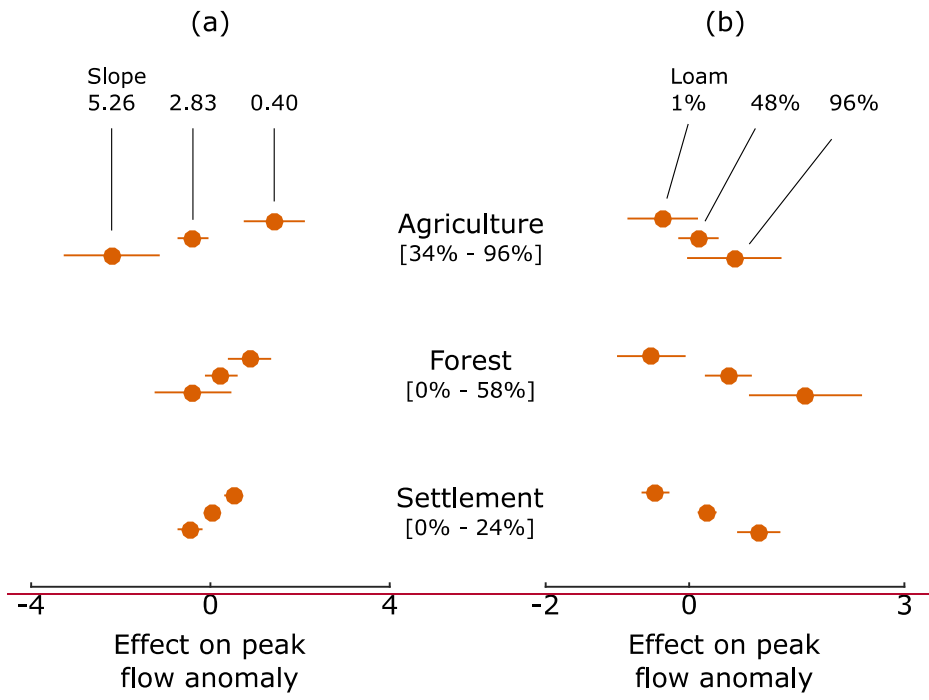 (a)
(b)
Slope
5.26 2.83 0.40
Loam
1% 48% 96%
Agriculture
[34% - 96%]
Forest
[0% - 58%]
Settlement
[0% - 24%]
-4 0 4
-2 0 3
Effect on peak
flow anomaly
Effect on peak
flow anomaly